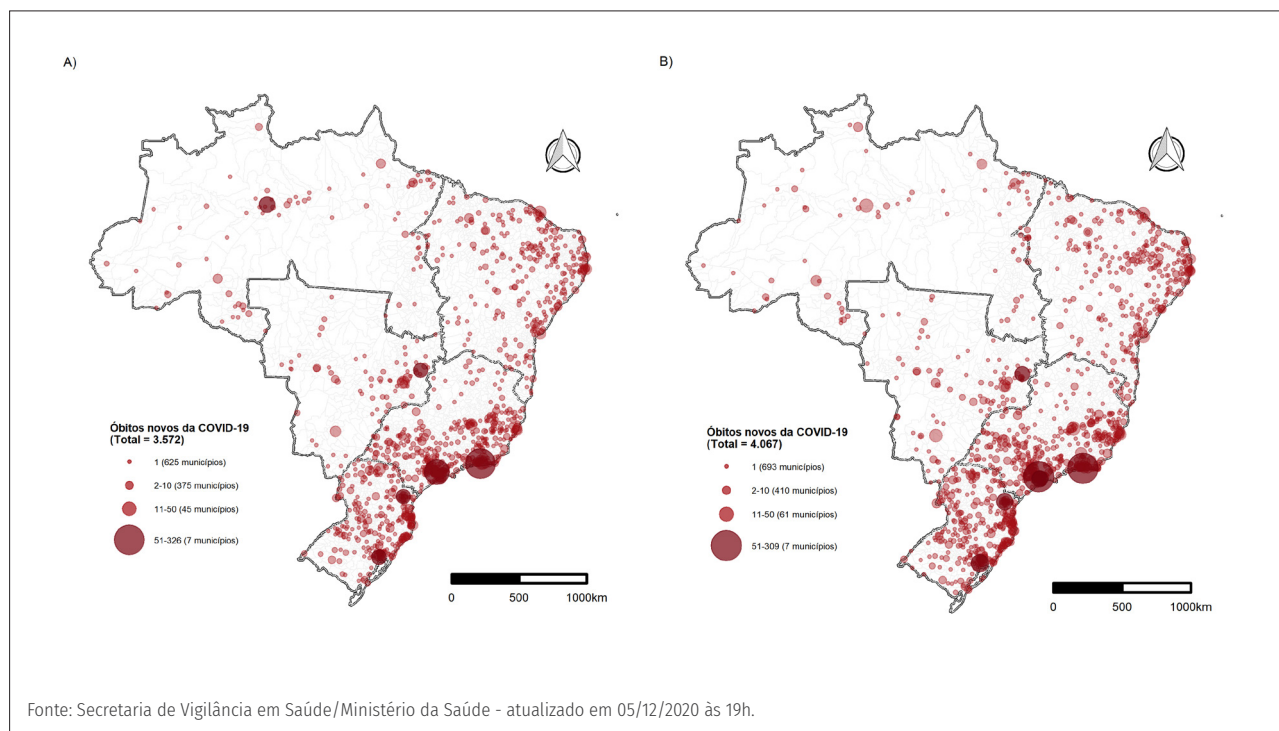 A)
Óbitos novos da COVID-19
(Total = 3.572)
1 (625 municípios)
2-10 (375 municípios)
11-50 (45 municípios)
51-326 (7 municípios)
0 500 1000km
B)
Óbitos novos da COVID-19
(Total = 4.067)
1 (693 municípios)
2-10 (410 municípios)
11-50 (61 municípios)
51-309 (7 municípios)
0 500 1000km
Fonte: Secretaria de Vigilância em Saúde/Ministério da Saúde - atualizado em 05/12/2020 às 19h.